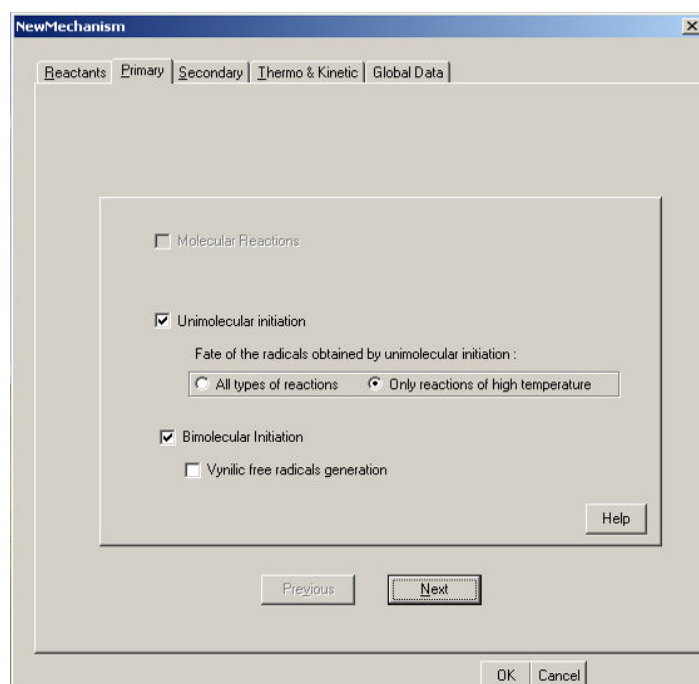 NewMechanism
Reactants Primary Secondary Thermo & Kinetic Global Data
Molecular Reactions
Unimolecular initiation
Fate of the radicals obtained by unimolecular initiation :
All types of reactions Only reactions of high temperature
Bimolecular Initiation
Vynilic free radicals generation
Help
Previous Next
OK Cancel